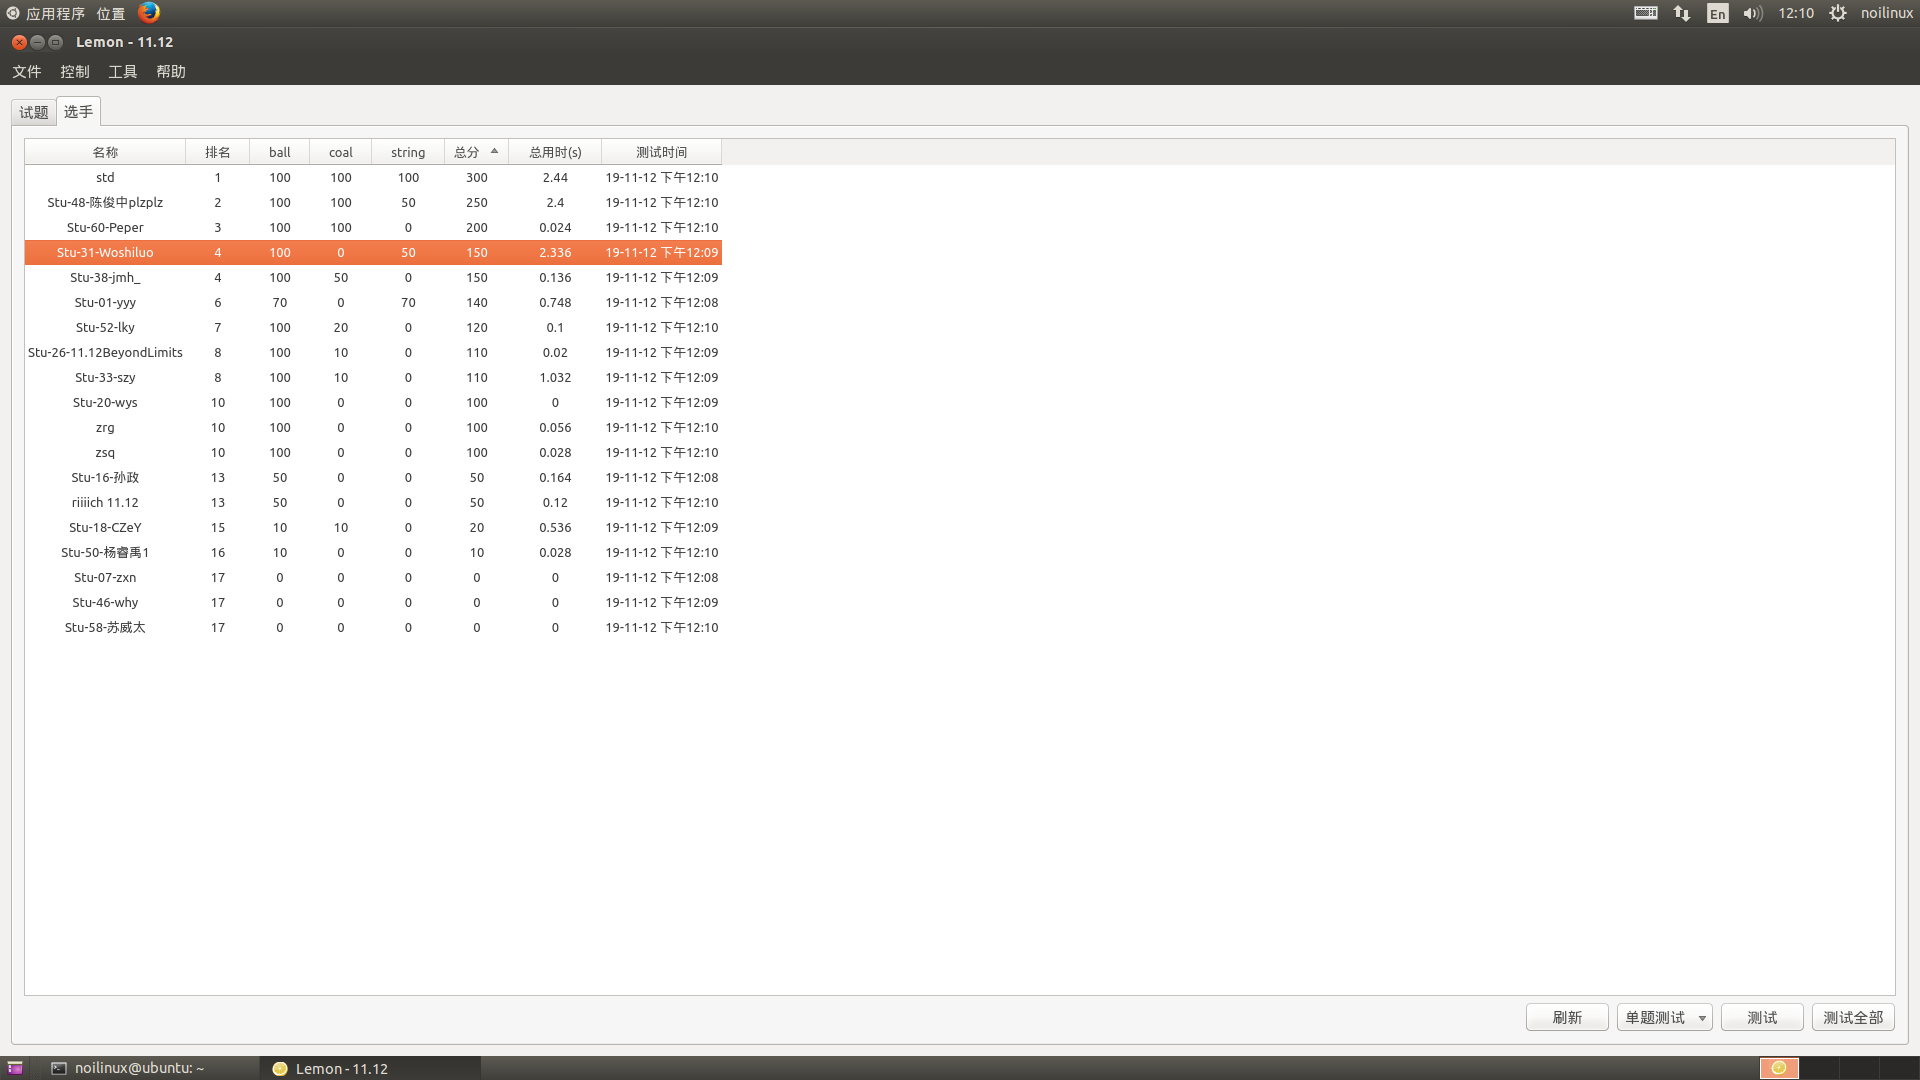 应用程序 位置 En 12:10 noilinux
Lemon - 11.12
文件 控制 工具 帮助
试题 选手
名称 排名 ball coal string 总分 总用时(s) 测试时间
std 1 100 100 100 300 2.44 19-11-12 下午12:10
Stu-48-陈俊中plzplz 2 100 100 50 250 2.4 19-11-12 下午12:10
Stu-60-Peper 3 100 100 0 200 0.024 19-11-12 下午12:10
Stu-31-Woshiluo 4 100 0 50 150 2.336 19-11-12 下午12:09
Stu-38-jmh_ 4 100 50 0 150 0.136 19-11-12 下午12:09
Stu-01-yyy 6 70 0 70 140 0.748 19-11-12 下午12:08
Stu-52-lky 7 100 20 0 120 0.1 19-11-12 下午12:10
Stu-26-11.12BeyondLimits 8 100 10 0 110 0.02 19-11-12 下午12:09
Stu-33-szy 8 100 10 0 110 1.032 19-11-12 下午12:09
Stu-20-wys 10 100 0 0 100 0 19-11-12 下午12:09
zrg 10 100 0 0 100 0.056 19-11-12 下午12:10
zsq 10 100 0 0 100 0.028 19-11-12 下午12:10
Stu-16-孙政 13 50 0 0 50 0.164 19-11-12 下午12:08
riiiich 11.12 13 50 0 0 50 0.12 19-11-12 下午12:10
Stu-18-CZeY 15 10 10 0 20 0.536 19-11-12 下午12:09
Stu-50-杨睿禹1 16 10 0 0 10 0.028 19-11-12 下午12:10
Stu-07-zxn 17 0 0 0 0 0 19-11-12 下午12:08
Stu-46-why 17 0 0 0 0 0 19-11-12 下午12:09
Stu-58-苏威太 17 0 0 0 0 0 19-11-12 下午12:10
刷新 单题测试 测试 测试全部
noilinux@ubuntu: ~ Lemon - 11.12